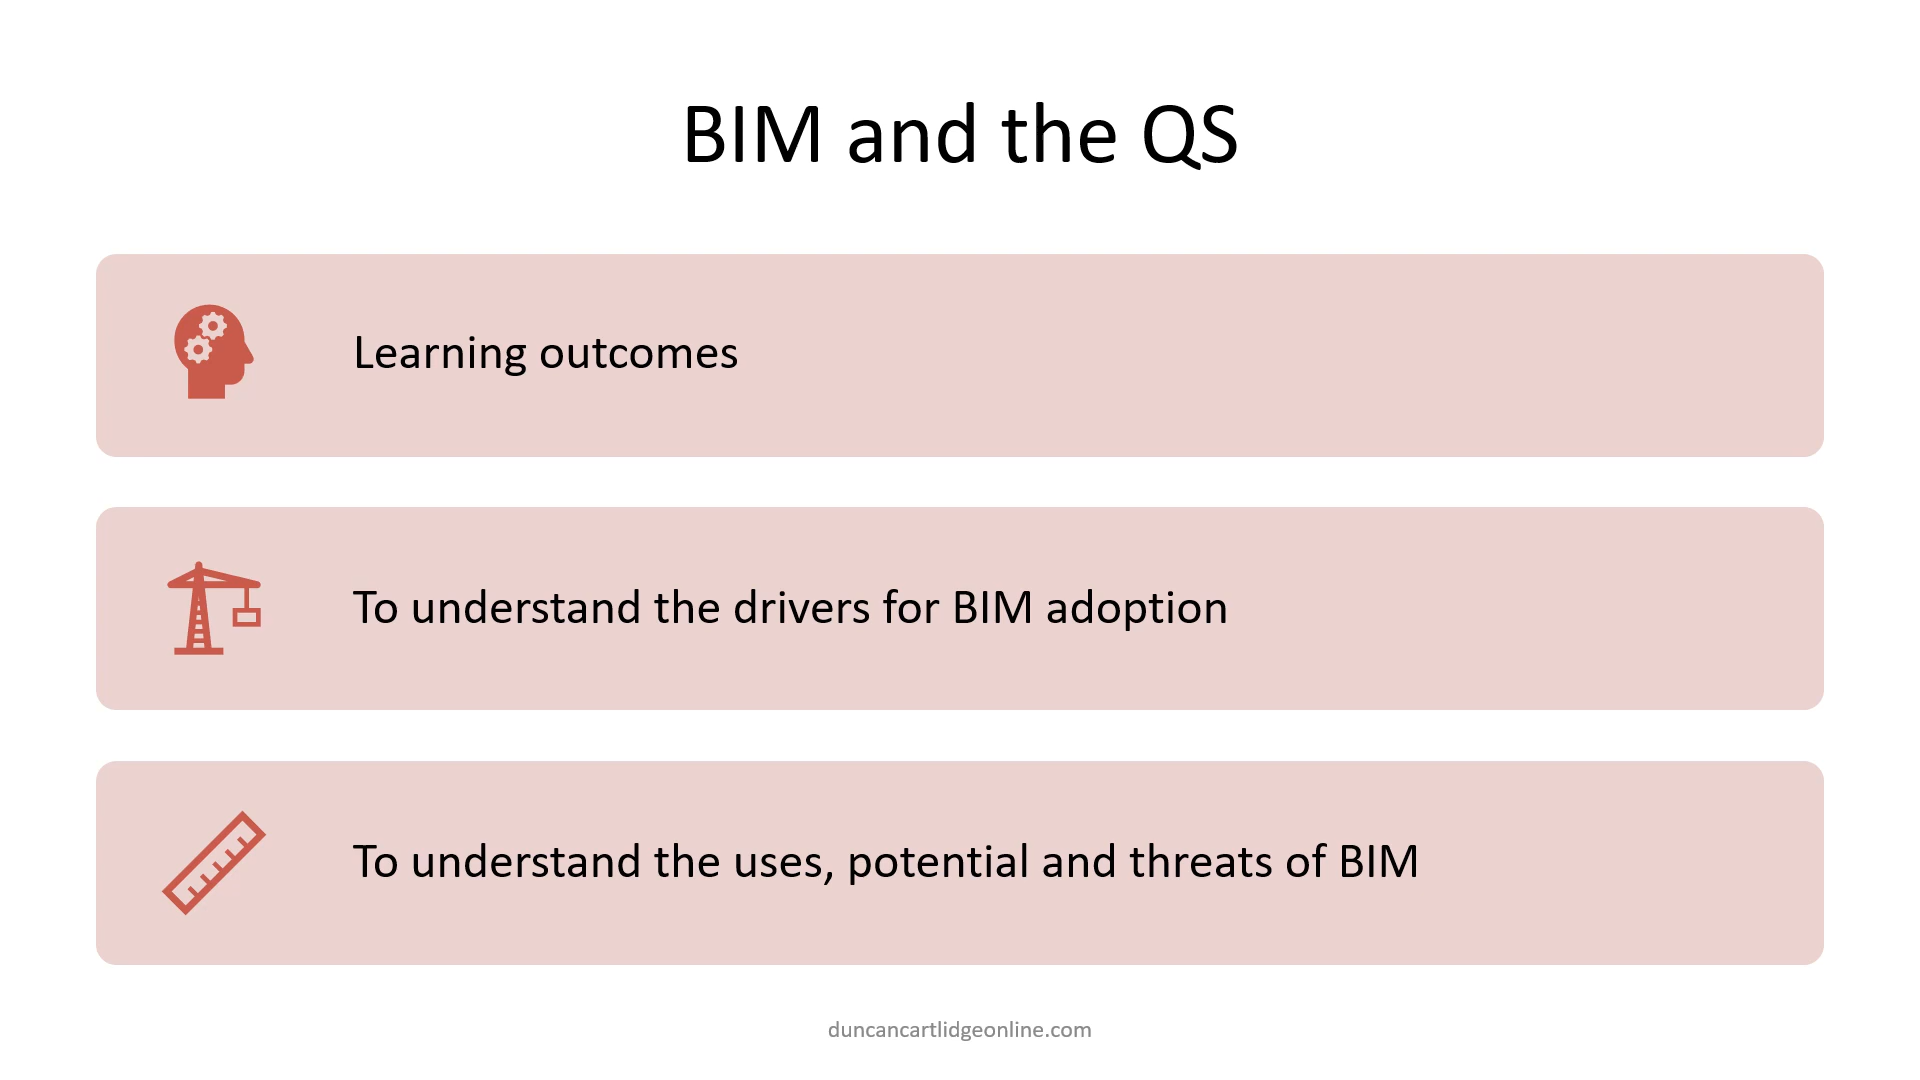 BIM and the QS
Learning outcomes
To understand the drivers for BIM adoption
To understand the uses, potential and threats of BIM
duncancartlidgeonline.com